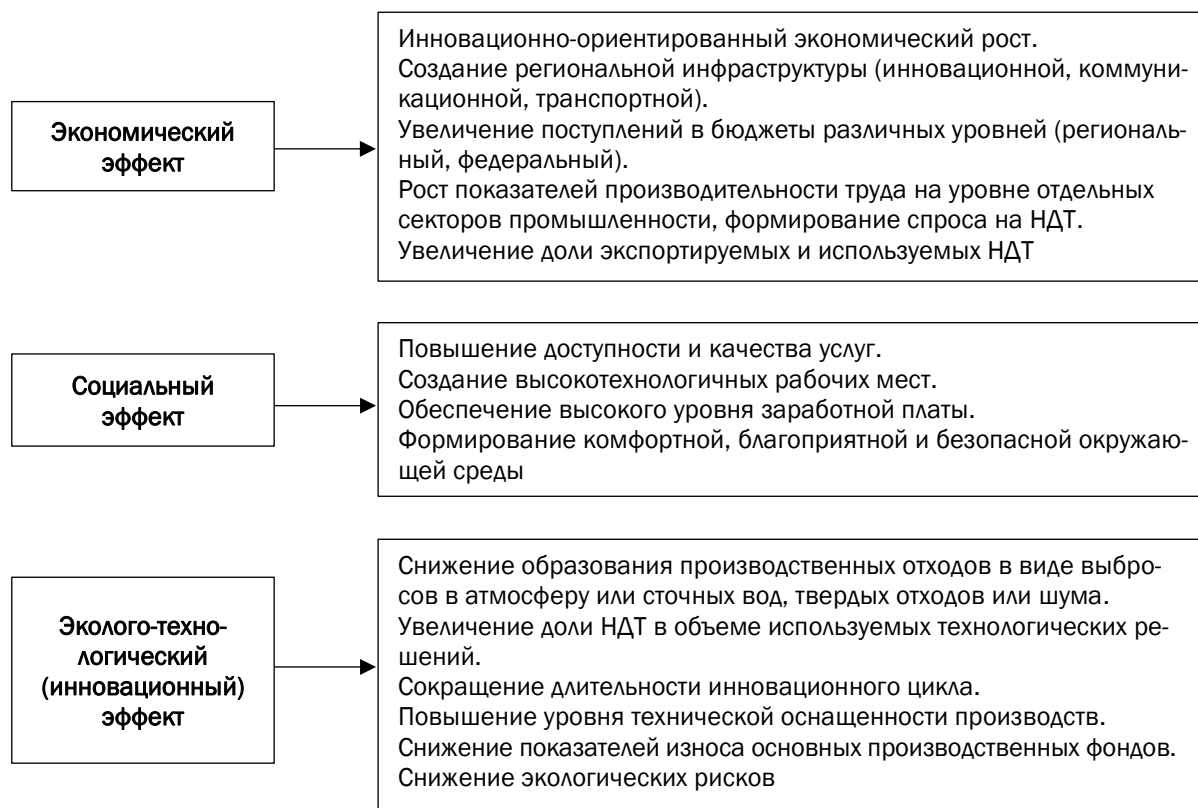 Экономический
эффект
Инновационно-ориентированный экономический рост.
Создание региональной инфраструктуры (инновационной, коммуни-
кационной, транспортной).
Увеличение поступлений в бюджеты различных уровней (региональ-
ный, федеральный).
Рост показателей производительности труда на уровне отдельных
секторов промышленности, формирование спроса на НДТ.
Увеличение доли экспортируемых и используемых НДТ
Социальный
эффект
Повышение доступности и качества услуг.
Создание высокотехнологичных рабочих мест.
Обеспечение высокого уровня заработной платы.
Формирование комфортной, благоприятной и безопасной окружаю-
щей среды
Эколого-техно-
логический
(инновационный)
эффект
Снижение образования производственных отходов в виде выбро-
сов в атмосферу или сточных вод, твердых отходов или шума.
Увеличение доли НДТ в объеме используемых технологических ре-
шений.
Сокращение длительности инновационного цикла.
Повышение уровня технической оснащенности производств.
Снижение показателей износа основных производственных фондов.
Снижение экологических рисков